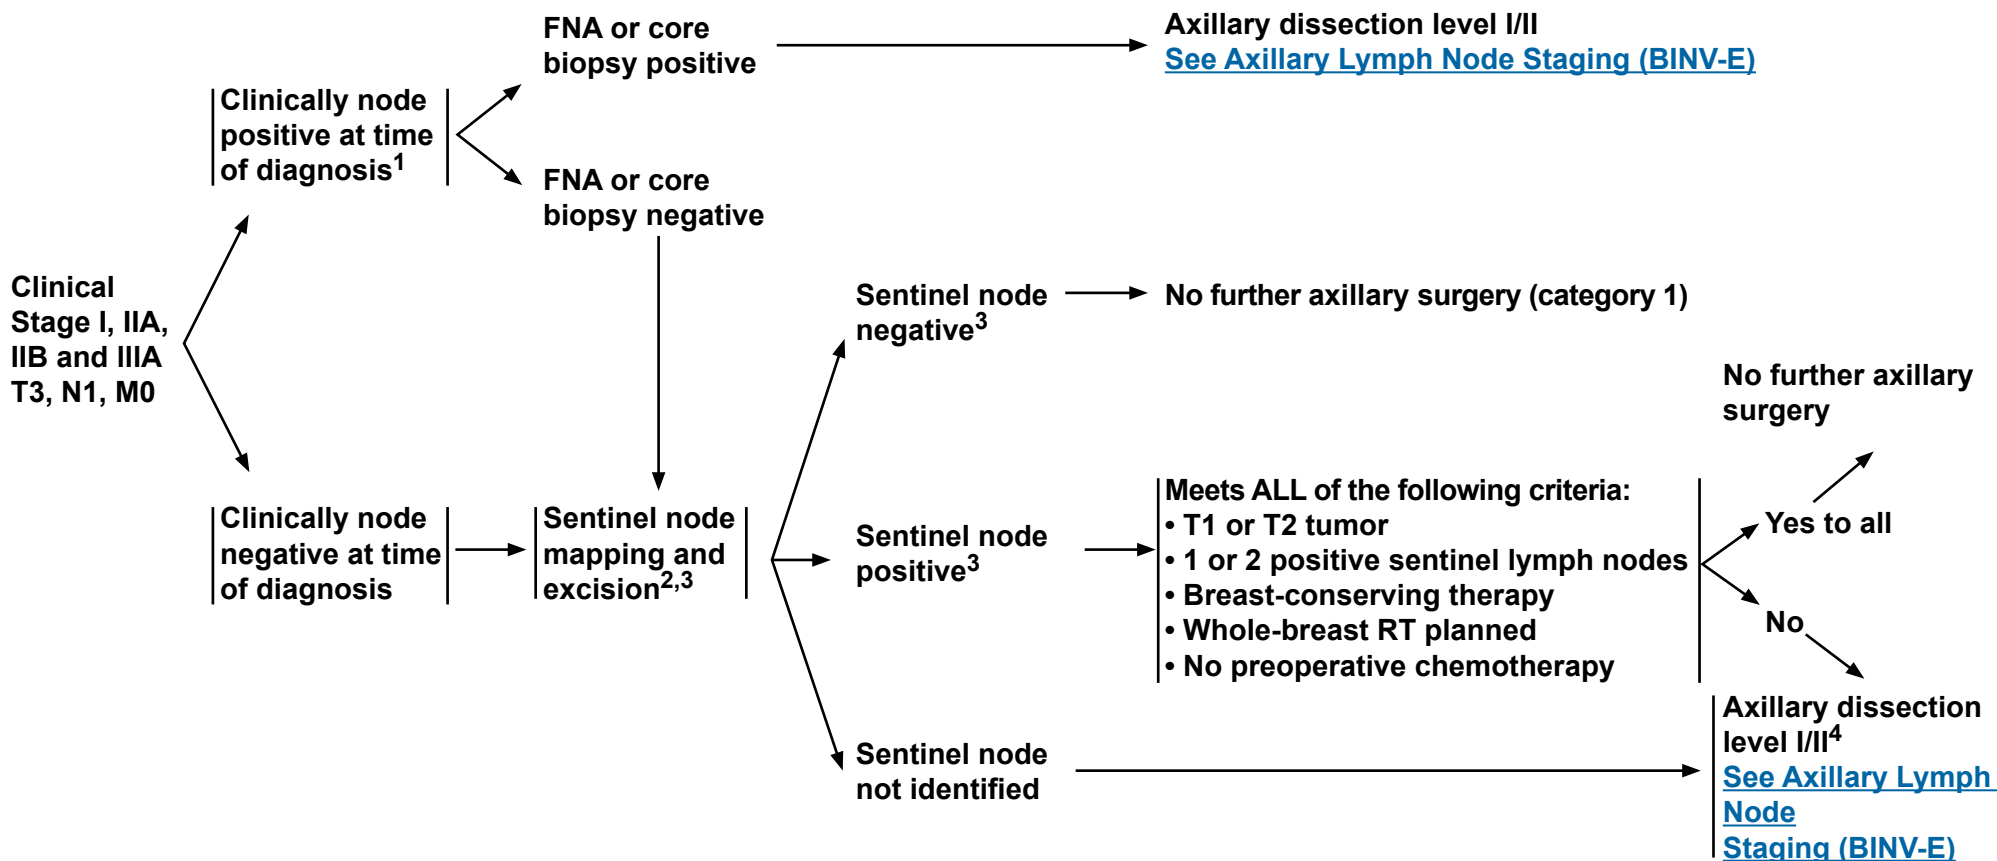 FNA or core
biopsy positive
Axillary dissection level I/II
See Axillary Lymph Node Staging (BINV-E)
Clinically node
positive at time
of diagnosis1
FNA or core
biopsy negative
Clinical
Stage I, IIA,
IIB and IIIA
T3, N1, M0
Sentinel node
negative3
No further axillary surgery (category 1)
No further axillary
surgery
Clinically node
negative at time
of diagnosis
Sentinel node
mapping and
excision2,3
Sentinel node
positive3
Meets ALL of the following criteria:
• T1 or T2 tumor
• 1 or 2 positive sentinel lymph nodes
• Breast-conserving therapy
• Whole-breast RT planned
• No preoperative chemotherapy
Yes to all
No
Sentinel node
not identified
Axillary dissection
level I/II4
See Axillary Lymph
Node
Staging (BINV-E)